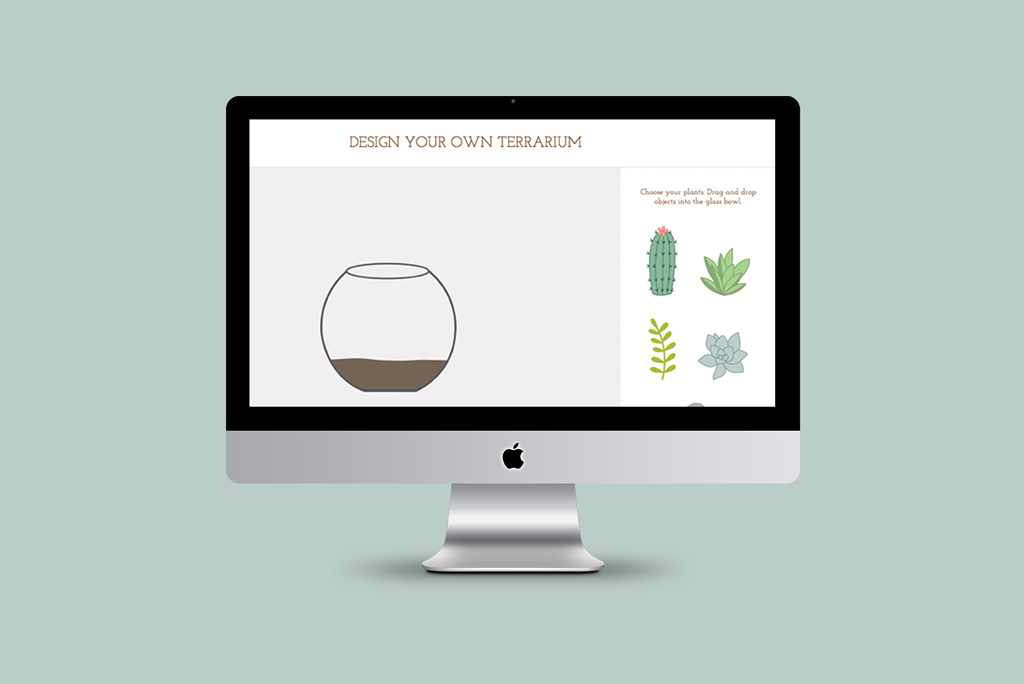 DESIGN YOUR OWN TERRARIUM
Choose your plants. Drag and drop
objects into the glass bowl.